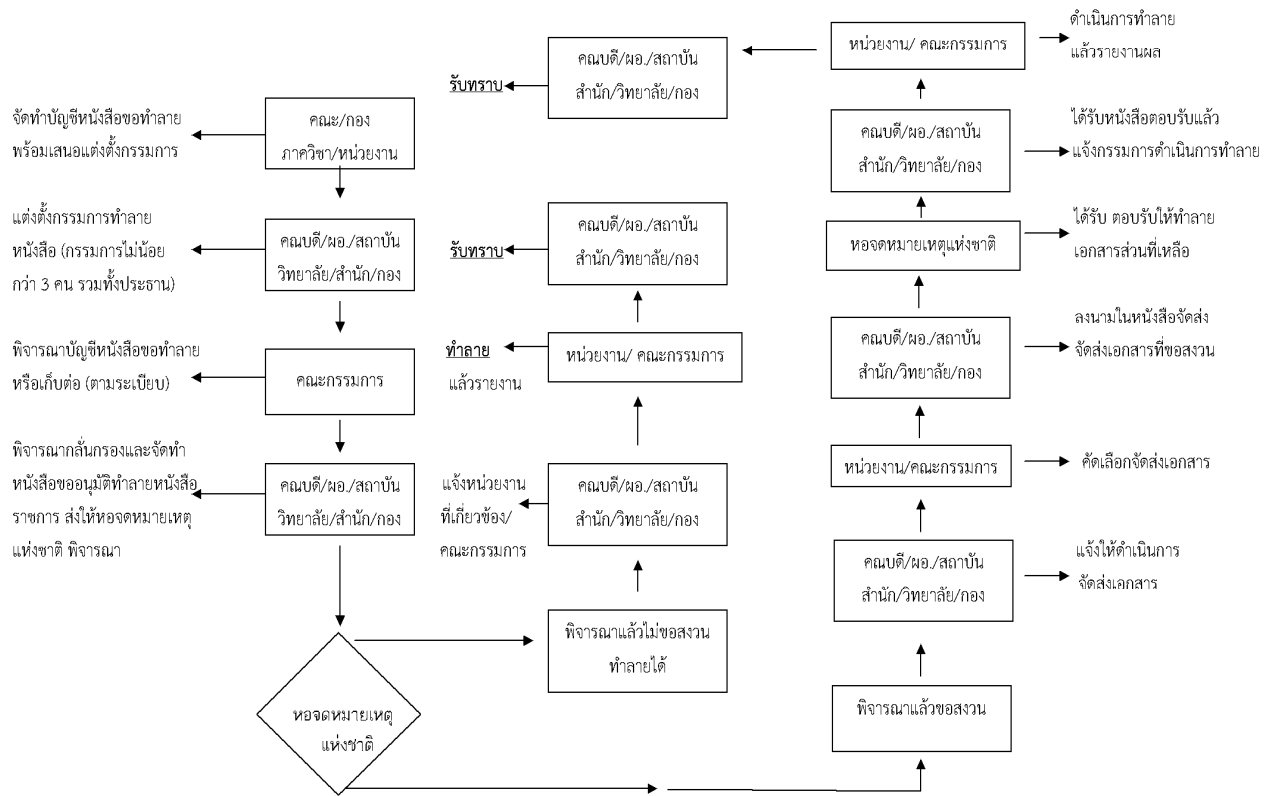 จัดทำบัญชีหนังสือขอทำลาย
พร้อมเสนอแต่งตั้งกรรมการ
คณะ/กอง
ภาควิชา/หน่วยงาน
แต่งตั้งกรรมการทำลาย
หนังสือ (กรรมการไม่น้อย
กว่า 3 คน รวมทั้งประธาน)
คณบดี/ผอ./สถาบัน
วิทยาลัย/สำนัก/กอง
พิจารณาบัญชีหนังสือขอทำลาย
หรือเก็บต่อ (ตามระเบียบ)
คณะกรรมการ
พิจารณากลั่นกรองและจัดทำ
หนังสือขออนุมัติทำลายหนังสือ
ราชการ ส่งให้หอจดหมายเหตุ
แห่งชาติ พิจารณา
คณบดี/ผอ./สถาบัน
วิทยาลัย/สำนัก/กอง
หอจดหมายเหตุ
แห่งชาติ
รับทราบ
คณบดี/ผอ./สถาบัน
สำนัก/วิทยาลัย/กอง
รับทราบ
คณบดี/ผอ./สถาบัน
สำนัก/วิทยาลัย/กอง
ทำลาย
แล้วรายงาน
หน่วยงาน/ คณะกรรมการ
แจ้งหน่วยงาน
ที่เกี่ยวข้อง/
คณะกรรมการ
คณบดี/ผอ./สถาบัน
สำนัก/วิทยาลัย/กอง
พิจารณาแล้วไม่ขอสงวน
ทำลายได้
หน่วยงาน/ คณะกรรมการ
ดำเนินการทำลาย
แล้วรายงานผล
คณบดี/ผอ./สถาบัน
สำนัก/วิทยาลัย/กอง
ได้รับหนังสือตอบรับแล้ว
แจ้งกรรมการดำเนินการทำลาย
หอจดหมายเหตุแห่งชาติ
ได้รับ ตอบรับให้ทำลาย
เอกสารส่วนที่เหลือ
คณบดี/ผอ./สถาบัน
สำนัก/วิทยาลัย/กอง
ลงนามในหนังสือจัดส่ง
จัดส่งเอกสารที่ขอสงวน
หน่วยงาน/คณะกรรมการ
คัดเลือกจัดส่งเอกสาร
คณบดี/ผอ./สถาบัน
สำนัก/วิทยาลัย/กอง
แจ้งให้ดำเนินการ
จัดส่งเอกสาร
พิจารณาแล้วขอสงวน